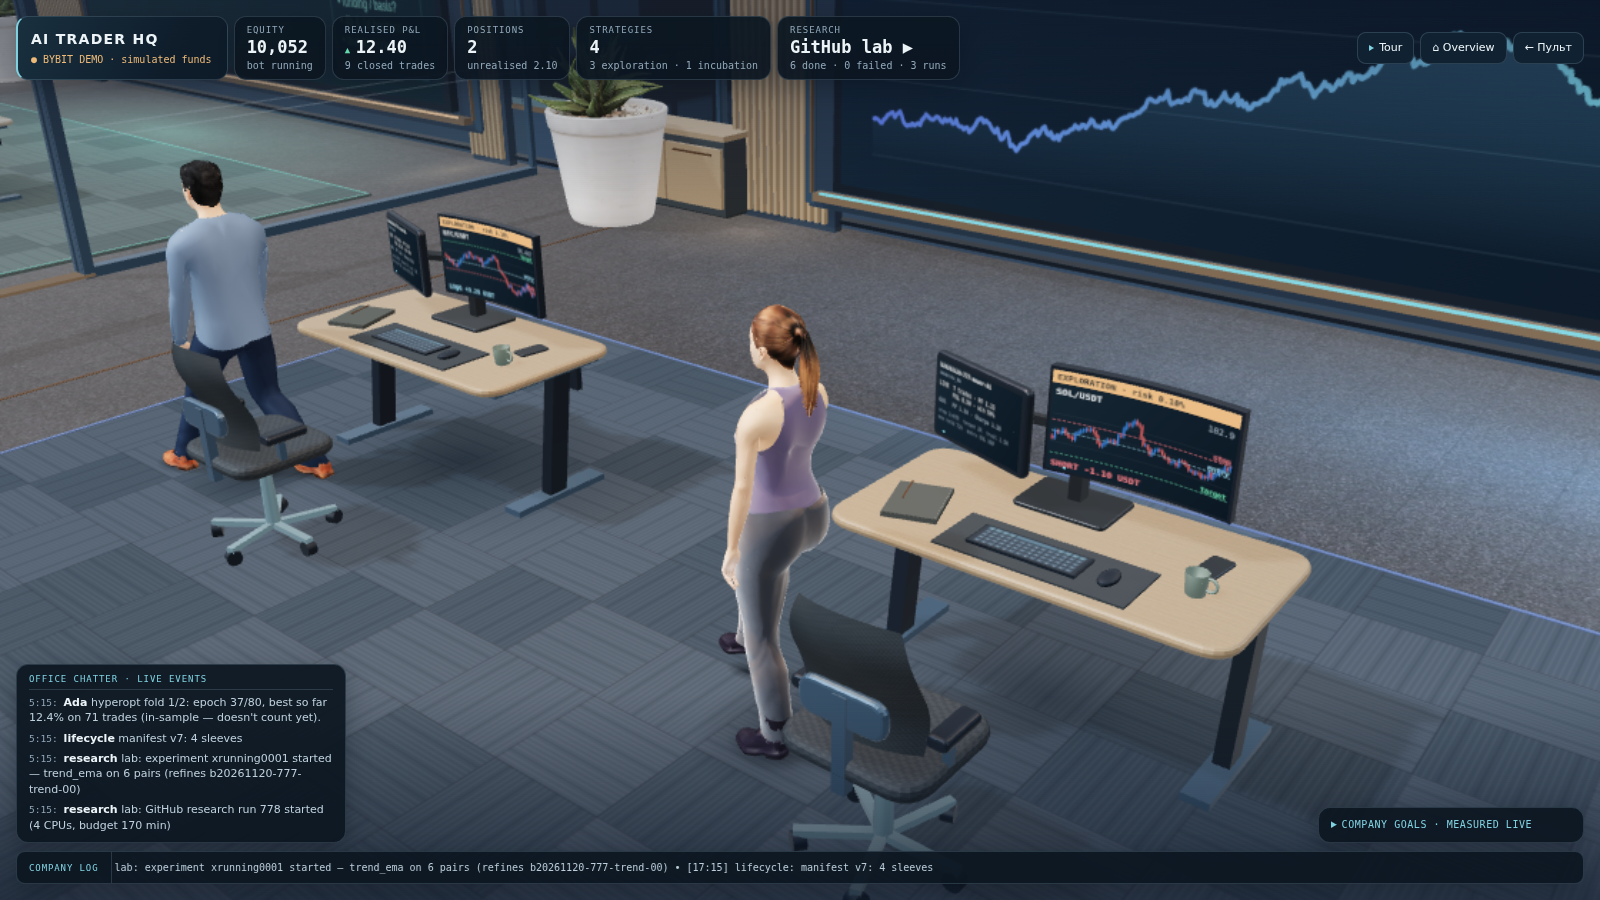 AI TRADER HQ
● BYBIT DEMO · simulated funds
EQUITY
10,052
bot running
REALISED P&L
▲ 12.40
9 closed trades
POSITIONS
2
unrealised 2.10
STRATEGIES
4
3 exploration · 1 incubation
RESEARCH
GitHub lab ▶
6 done · 0 failed · 3 runs
▸ Tour
⌂ Overview
← Пульт
EXPLORATION · risk 0.10%
SOL/USDT
102.9
SHORT -1.10 USDT
TARGET
OFFICE CHATTER · LIVE EVENTS
5:15: Ada hyperopt fold 1/2: epoch 37/80, best so far
12.4% on 71 trades (in-sample — doesn't count yet).
5:15: lifecycle manifest v7: 4 sleeves
5:15: research lab: experiment xrunning0001 started
— trend_ema on 6 pairs (refines b20261120-777-
trend-00)
5:15: research lab: GitHub research run 778 started
(4 CPUs, budget 170 min)
▶ COMPANY GOALS · MEASURED LIVE
COMPANY LOG
lab: experiment xrunning0001 started — trend_ema on 6 pairs (refines b20261120-777-trend-00) • [17:15] lifecycle: manifest v7: 4 sleeves